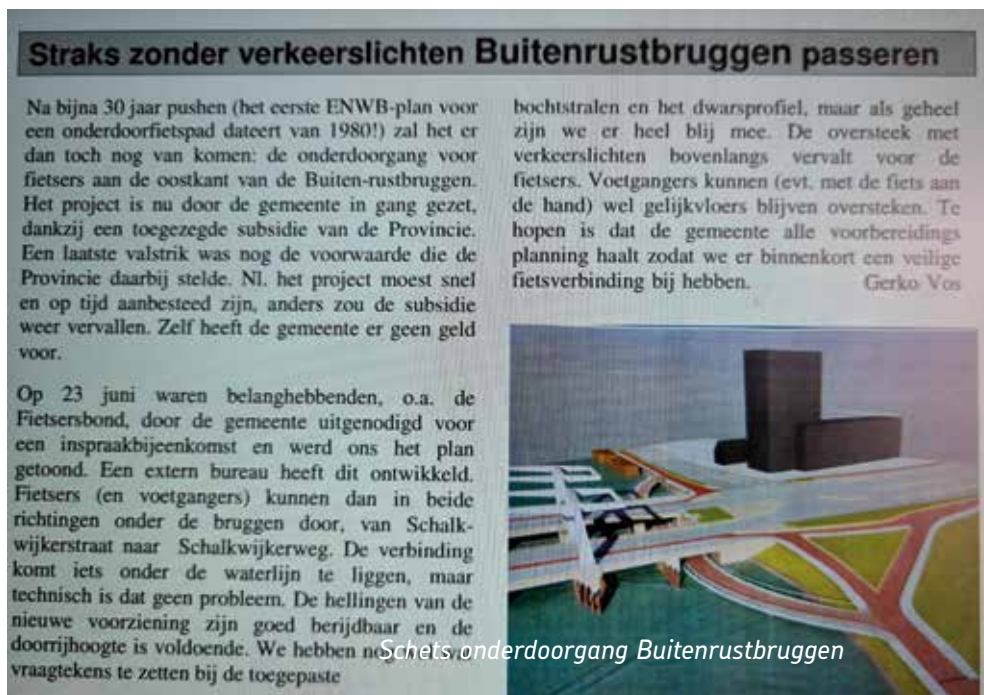 Straks zonder verkeerslichten Buitenrustbruggen passeren
Na bijna 30 jaar pushen (het eerste ENWB-plan voor
een onderdoorfietspad dateert van 1980!) zal het er
dan toch nog van komen: de onderdoorgang voor
fietsers aan de oostkant van de Buiten-rustbruggen.
Het project is nu door de gemeente in gang gezet,
dankzij een toegezegde subsidie van de Provincie.
Een laatste valstrik was nog de voorwaarde die de
Provincie daarbij stelde. Nl. het project moest snel
en op tijd aanbesteed zijn, anders zou de subsidie
weer vervallen. Zelf heeft de gemeente er geen geld
voor.
Op 23 juni waren belanghebbenden, o.a. de
Fietsersbond, door de gemeente uitgenodigd voor
een inspraakbijeenkomst en werd ons het plan
getoond. Een extern bureau heeft dit ontwikkeld.
Fietsers (en voetgangers) kunnen dan in beide
richtingen onder de bruggen door, van Schalk-
wijkerstraat naar Schalkwijkerweg. De verbinding
komt iets onder de waterlijn te liggen, maar
technisch is dat geen probleem. De hellingen van de
nieuwe voorziening zijn goed berijdbaar en de
doorrijhoogte is voldoende. We hebben
vraagtekens te zetten bij de toegepaste
bochtstralen en het dwarsprofiel, maar als geheel
zijn we er heel blij mee. De oversteek met
verkeerslichten bovenlangs vervalt voor de
fietsers. Voetgangers kunnen (evt. met de fiets aan
de hand) wel gelijkvloers blijven oversteken. Te
hopen is dat de gemeente alle voorbereidings
planning haalt zodat we er binnenkort een veilige
fietsverbinding bij hebben. Gerko Vos
Schets onderdoorgang Buitenrustbruggen